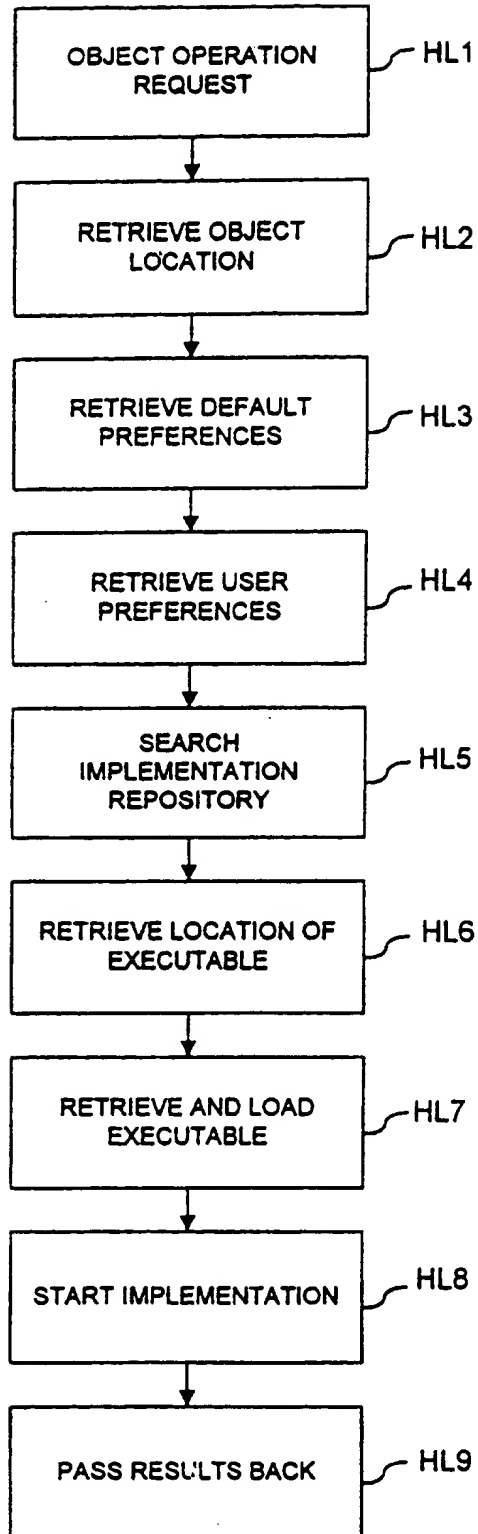 OBJECT OPERATION
REQUEST
HL1
RETRIEVE OBJECT
LOCATION
HL2
RETRIEVE DEFAULT
PREFERENCES
HL3
RETRIEVE USER
PREFERENCES
HL4
SEARCH
IMPLEMENTATION
REPOSITORY
HL5
RETRIEVE LOCATION OF
EXECUTABLE
HL6
RETRIEVE AND LOAD
EXECUTABLE
HL7
START IMPLEMENTATION
HL8
PASS RESULTS BACK
HL9